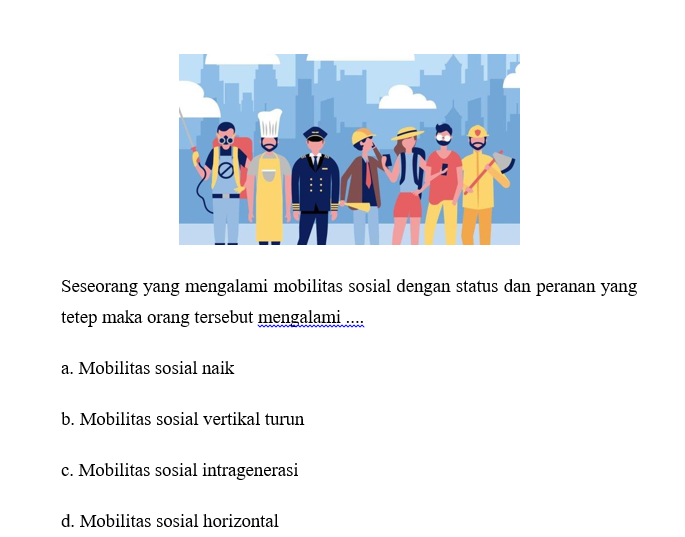 Seseorang yang mengalami mobilitas sosial dengan status dan peranan yang
tetep maka orang tersebut mengalami ....
a. Mobilitas sosial naik
b. Mobilitas sosial vertikal turun
c. Mobilitas sosial intragenerasi
d. Mobilitas sosial horizontal